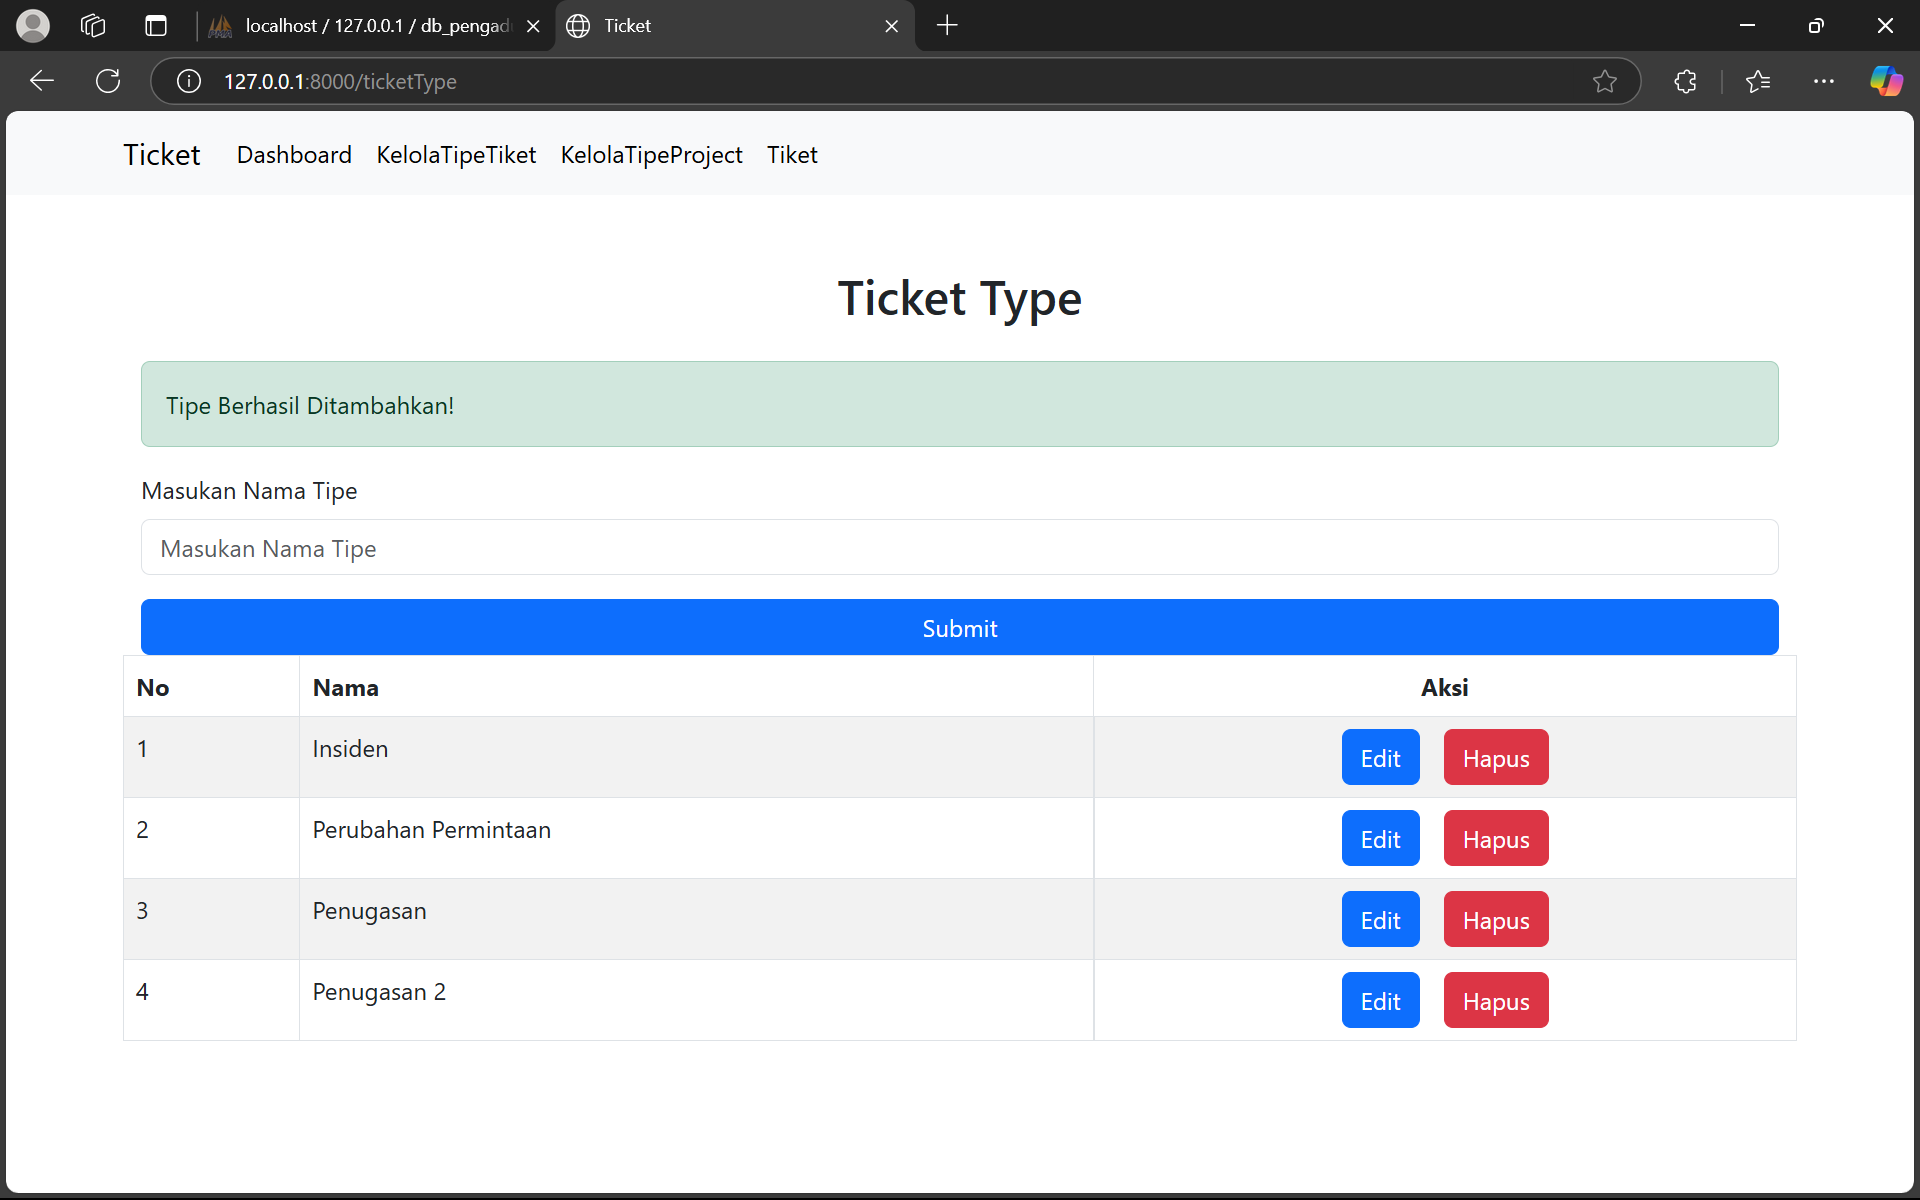 localhost / 127.0.0.1 / db_pengad
Ticket
127.0.0.1:8000/ticketType
Ticket Dashboard KelolaTipeTiket KelolaTipeProject Tiket
Ticket Type
Tipe Berhasil Ditambahkan!
Masukan Nama Tipe
Masukan Nama Tipe
Submit
No Nama Aksi
1 Insiden Edit Hapus
2 Perubahan Permintaan Edit Hapus
3 Penugasan Edit Hapus
4 Penugasan 2 Edit Hapus